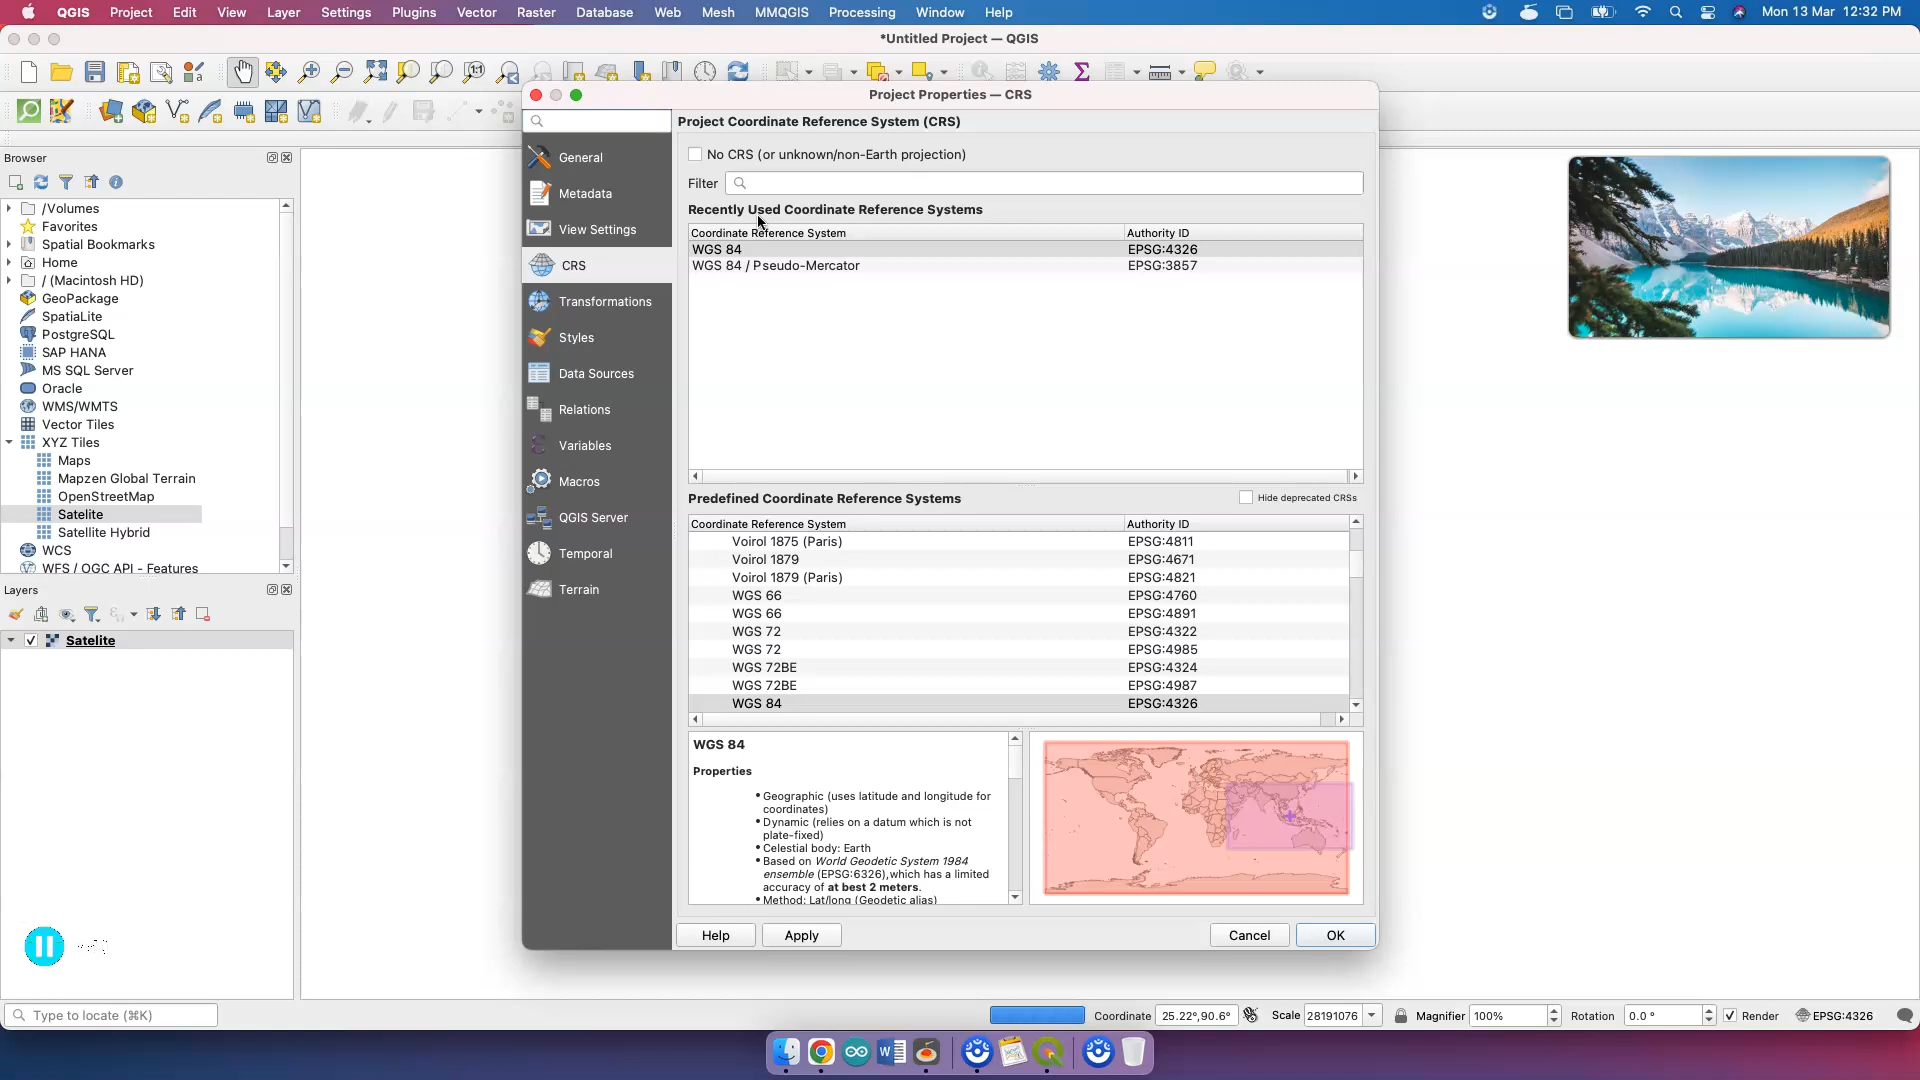 QGIS Project Edit View Layer Settings Plugins Vector Raster Database Web Mesh MMQGIS Processing Window Help Mon 13 Mar 12:32 PM
*Untitled Project — QGIS
Project Properties — CRS
Browser
/Volumes
Favorites
Spatial Bookmarks
Home
/ (Macintosh HD)
GeoPackage
SpatiaLite
PostgreSQL
SAP HANA
MS SQL Server
Oracle
WMS/WMTS
Vector Tiles
XYZ Tiles
Maps
Mapzen Global Terrain
OpenStreetMap
Satelite
Satellite Hybrid
WCS
WFS / OGC API - Features
Layers
Satelite
General
Metadata
View Settings
CRS
Transformations
Styles
Data Sources
Relations
Variables
Macros
QGIS Server
Temporal
Terrain
Project Coordinate Reference System (CRS)
No CRS (or unknown/non-Earth projection)
Filter
Recently Used Coordinate Reference Systems
Coordinate Reference System Authority ID
WGS 84 EPSG:4326
WGS 84 / Pseudo-Mercator EPSG:3857
Predefined Coordinate Reference Systems Hide deprecated CRSs
Coordinate Reference System Authority ID
Voirol 1875 (Paris) EPSG:4811
Voirol 1879 EPSG:4671
Voirol 1879 (Paris) EPSG:4821
WGS 66 EPSG:4760
WGS 66 EPSG:4891
WGS 72 EPSG:4322
WGS 72 EPSG:4985
WGS 72BE EPSG:4324
WGS 72BE EPSG:4987
WGS 84 EPSG:4326
WGS 84
Properties
• Geographic (uses latitude and longitude for
coordinates)
• Dynamic (relies on a datum which is not
plate-fixed)
• Celestial body: Earth
• Based on World Geodetic System 1984
ensemble (EPSG:6326),which has a limited
accuracy of at best 2 meters.
• Method: Lat/long (Geodetic alias)
Help Apply Cancel OK
Type to locate (⌘K) Coordinate 25.22°,90.6° Scale 28191076 Magnifier 100% Rotation 0.0 ° Render EPSG:4326